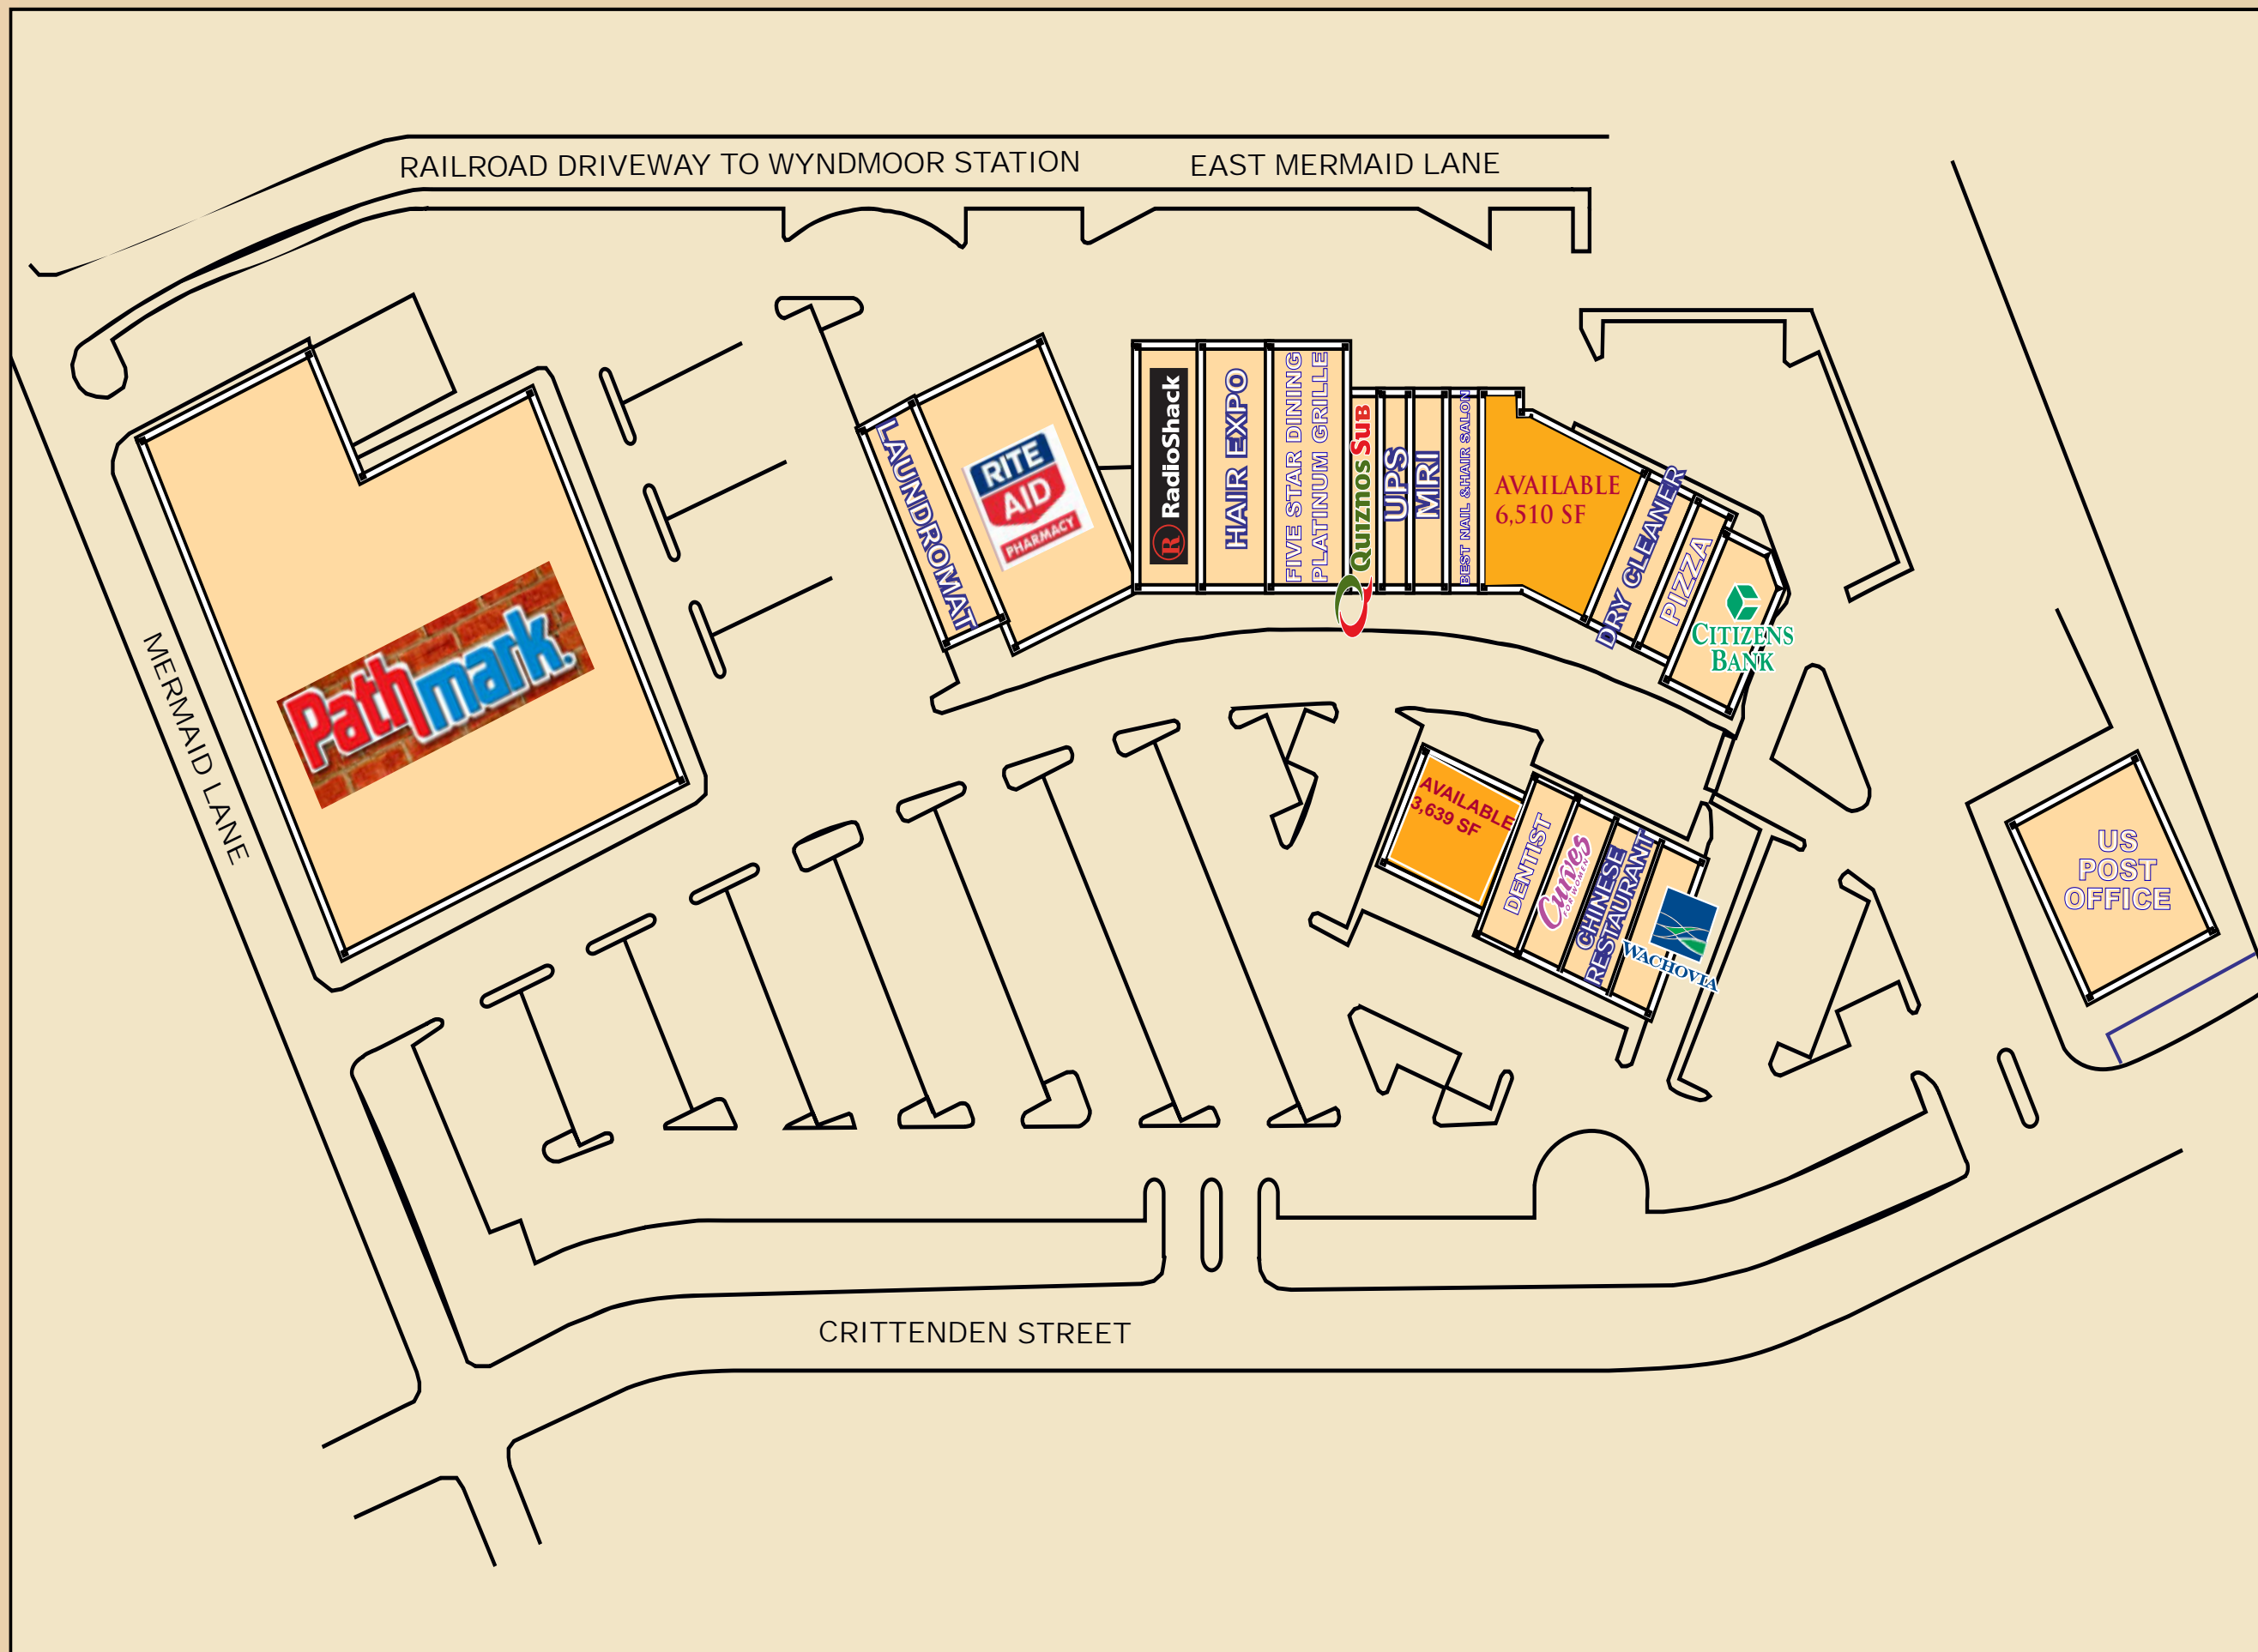 RAILROAD DRIVEWAY TO WYNDMOOR STATION
EAST MERMAID LANE
MERMAID LANE
Pathmark.
LAUNDROMAT
RITE
AID
PHARMACY
R RadioShack
HAIR EXPO
FIVE STAR DINING
PLATINUM GRILLE
Quiznos Sub
UPS
MRI
BEST NAIL &HAIR SALON
AVAILABLE
6,510 SF
DRY CLEANER
PIZZA
CITIZENS
BANK
AVAILABLE
3,639 SF
DENTIST
Curves
FOR WOMEN
CHINESE
RESTAURANT
WACHOVIA
US
POST
OFFICE
CRITTENDEN STREET